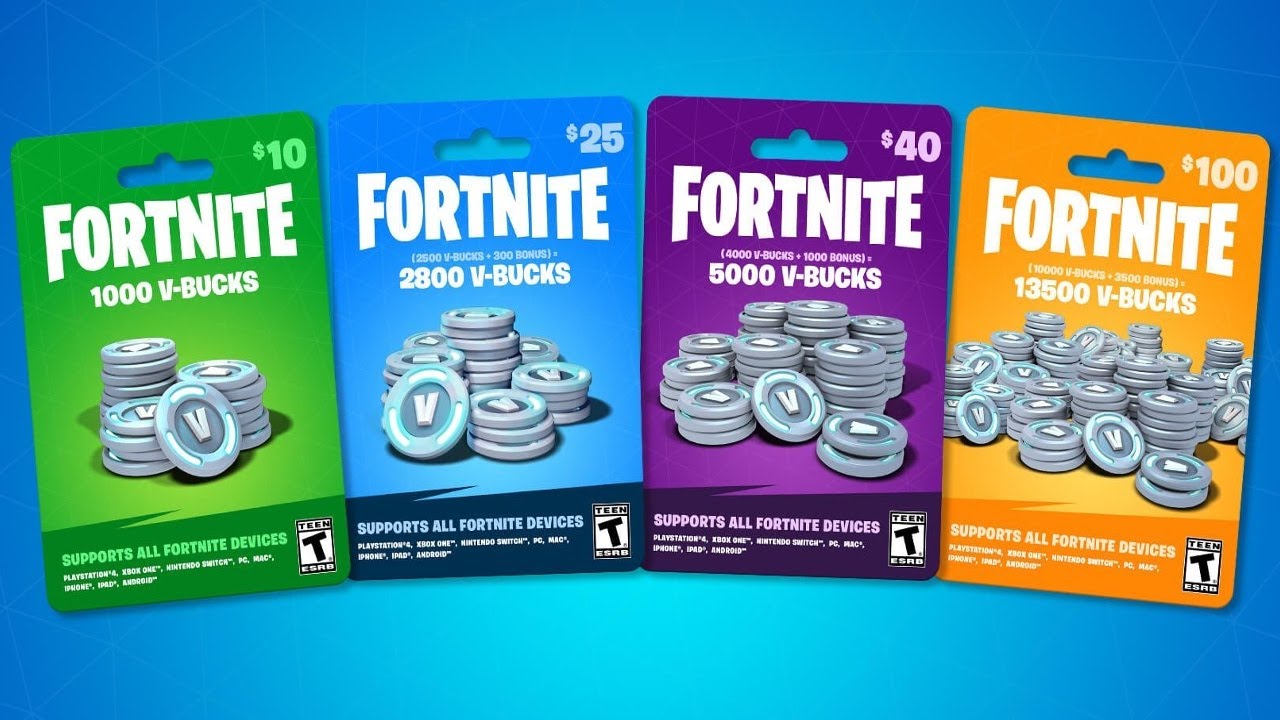 $10
FORTNITE
1000 V-BUCKS
SUPPORTS ALL FORTNITE DEVICES
PLAYSTATION®4, XBOX ONE™, NINTENDO SWITCH™, PC, MAC®,
IPHONE®, IPAD®, ANDROID™
TEEN
T
ESRB
$25
FORTNITE
(2500 V-BUCKS + 300 BONUS) =
2800 V-BUCKS
V
SUPPORTS ALL FORTNITE DEVICES
PLAYSTATION®4, XBOX ONE™, NINTENDO SWITCH™, PC, MAC®,
IPHONE®, IPAD®, ANDROID™
TEEN
T
ESRB
$40
FORTNITE
(4000 V-BUCKS + 1000 BONUS) =
5000 V-BUCKS
V
SUPPORTS ALL FORTNITE DEVICES
PLAYSTATION®4, XBOX ONE™, NINTENDO SWITCH™, PC, MAC®,
IPHONE®, IPAD®, ANDROID™
TEEN
T
ESRB
$100
FORTNITE
(10000 V-BUCKS + 3500 BONUS) =
13500 V-BUCKS
V
SUPPORTS ALL FORTNITE DEVICES
PLAYSTATION®4, XBOX ONE™, NINTENDO SWITCH™, PC, MAC®,
IPHONE®, IPAD®, ANDROID™
TEEN
T
ESRB